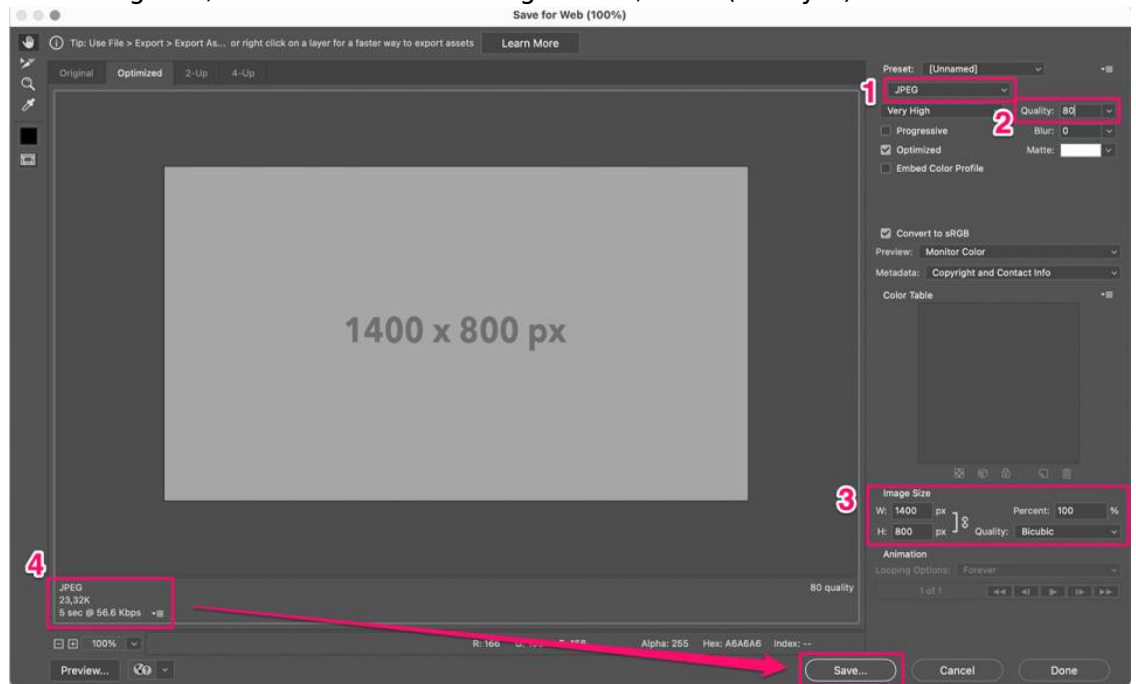 Save for Web (100%)
Tip: Use File > Export > Export As... or right click on a layer for a faster way to export assets
Learn More
Original Optimized 2-Up 4-Up
Preset: [Unnamed]
1
JPEG
Very High
2
Quality: 80
Progressive
Blur: 0
Optimized
Matte:
Embed Color Profile
Convert to sRGB
Preview: Monitor Color
Metadata: Copyright and Contact Info
Color Table
1400 x 800 px
3
Image Size
W: 1400 px
Percent: 100 %
H: 800 px
Quality: Bicubic
Animation
Looping Options: Forever
1 of 1
4
JPEG
23,32K
5 sec @ 56.6 Kbps
80 quality
100%
R: 166
Alpha: 255 Hex: A6A6A6 Index: --
Preview...
Save...
Cancel
Done